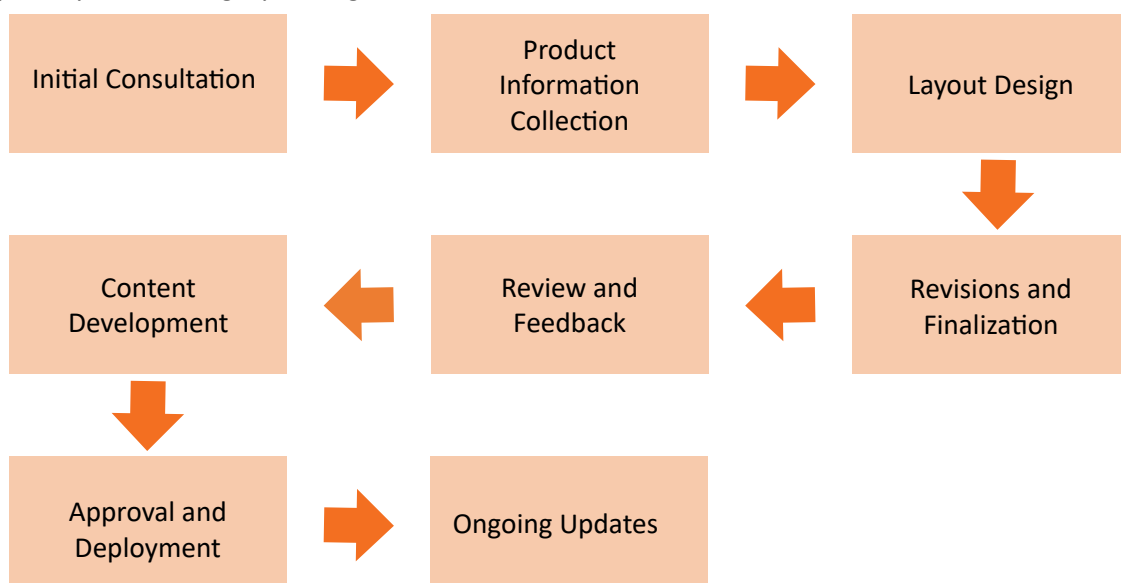 Initial Consultation
Product
Information
Collection
Layout Design
Revisions and
Finalization
Review and
Feedback
Content
Development
Approval and
Deployment
Ongoing Updates